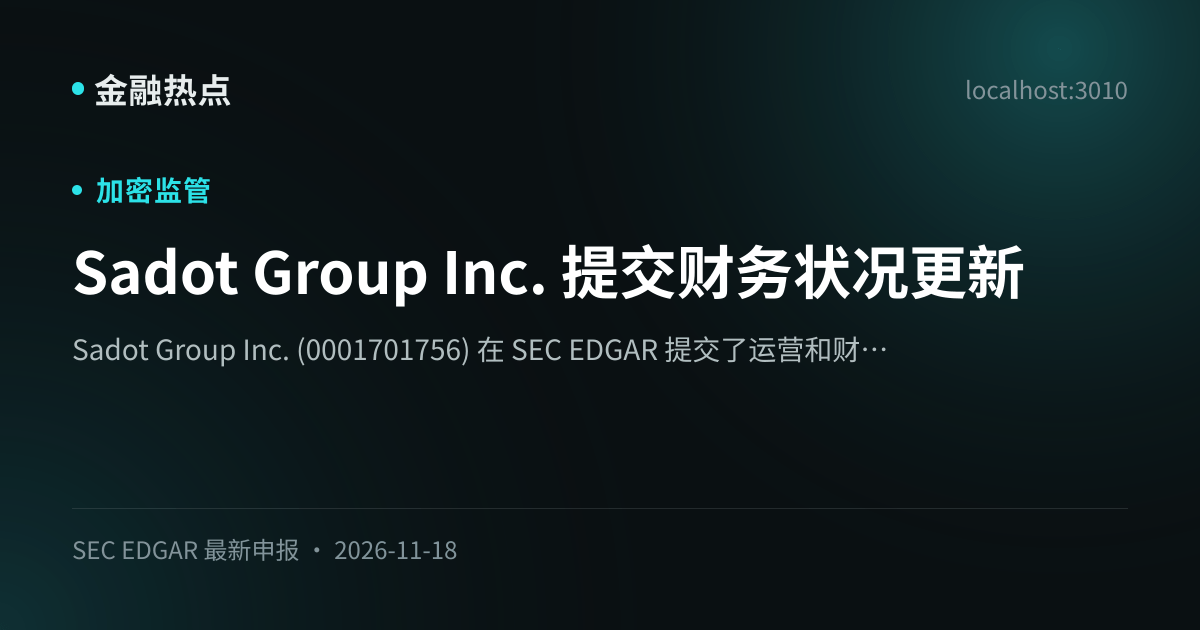 金融热点
localhost:3010
加密监管
Sadot Group Inc. 提交财务状况更新
Sadot Group Inc. (0001701756) 在 SEC EDGAR 提交了运营和财…
SEC EDGAR 最新申报 · 2026-11-18